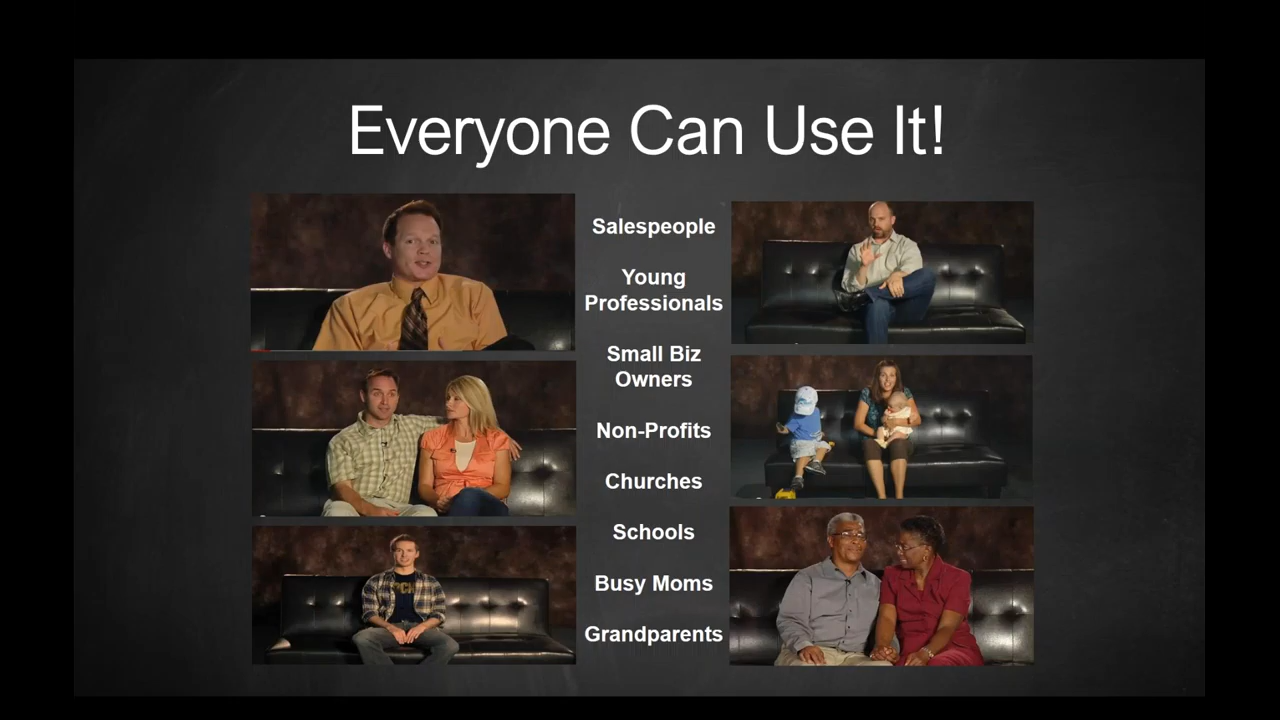 Everyone Can Use It!
Salespeople
Young
Professionals
Small Biz
Owners
Non-Profits
Churches
Schools
Busy Moms
Grandparents